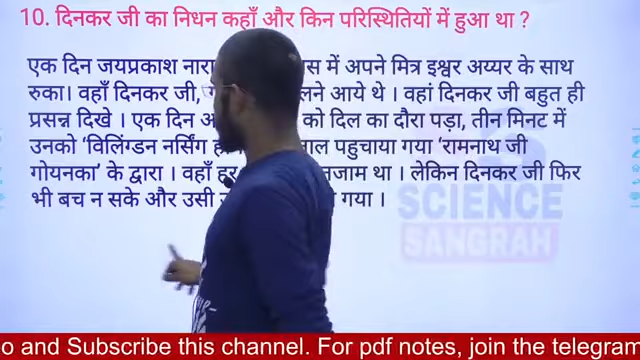 10. दिनकर जी का निधन कहाँ और किन परिस्थितियों में हुआ था ?
एक दिन जयप्रकाश में अपने मित्र इश्वर अय्यर के साथ
रुका। वहाँ दिनकर जी, आये थे । वहां दिनकर जी बहुत ही
प्रसन्न दिखे । एक दिन को दिल का दौरा पड़ा, तीन मिनट में
उनको ‘विलिंग्डन नर्सिंग पहुचाया गया ‘रामनाथ जी
गोयनका’ के द्वारा । वहाँ था । लेकिन दिनकर जी फिर
भी बच न सके और उसी गया ।
SCIENCE
SANGRAH
o and Subscribe this channel. For pdf notes, join the telegram